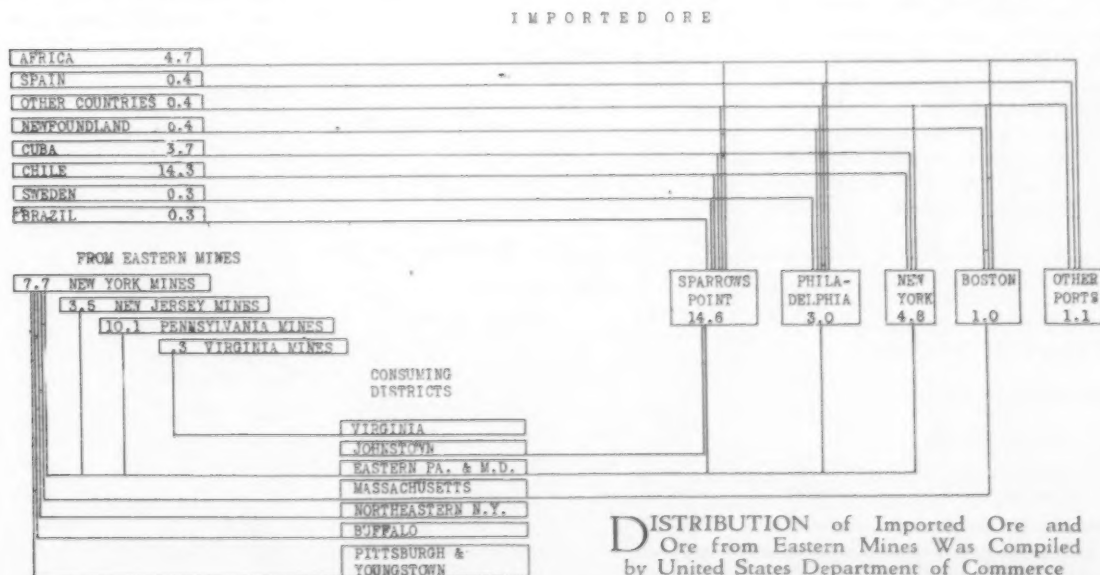 IMPORTED ORE
AFRICA 4.7
SPAIN 0.4
OTHER COUNTRIES 0.4
NEWFOUNDLAND 0.4
CUBA 3.7
CHILE 14.3
SWEDEN 0.3
BRAZIL 0.3
FROM EASTERN MINES
7.7 NEW YORK MINES
3.5 NEW JERSEY MINES
10.1 PENNSYLVANIA MINES
.3 VIRGINIA MINES
SPARROWS
POINT
14.6
PHILA-
DELPHIA
3.0
NEW
YORK
4.8
BOSTON
1.0
OTHER
PORTS
1.1
CONSUMING
DISTRICTS
VIRGINIA
JOHNSTOWN
EASTERN PA. & M.D.
MASSACHUSETTS
NORTHEASTERN N.Y.
BUFFALO
PITTSBURGH &
YOUNGSTOWN
DISTRIBUTION of Imported Ore and
Ore from Eastern Mines Was Compiled
by United States Department of Commerce